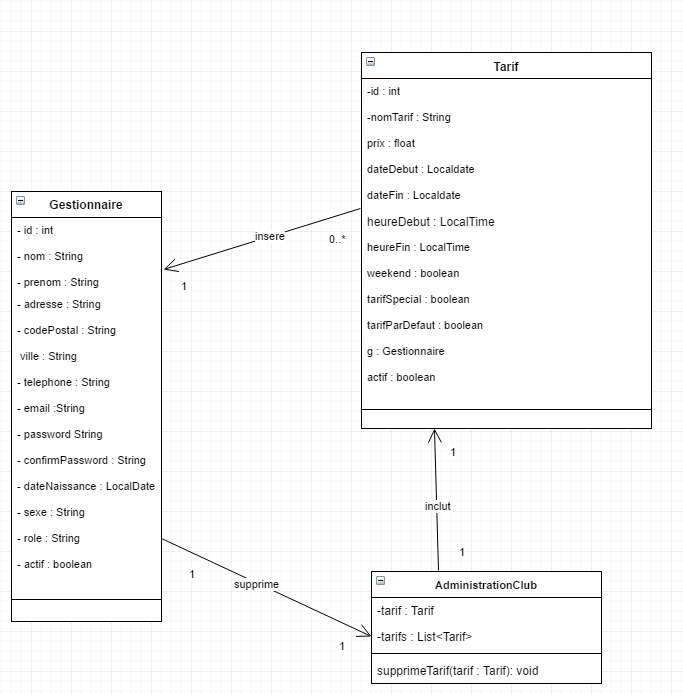 Tarif
-id : int
-nomTarif : String
prix : float
dateDebut : Localdate
dateFin : Localdate
heureDebut : LocalTime
heureFin : LocalTime
weekend : boolean
tarifSpecial : boolean
tarifParDefaut : boolean
g : Gestionnaire
actif : boolean
Gestionnaire
- id : int
- nom : String
- prenom : String
- adresse : String
- codePostal : String
ville : String
- telephone : String
- email :String
- password String
- confirmPassword : String
- dateNaissance : LocalDate
- sexe : String
- role : String
- actif : boolean
insere
0..*
1
1
inclut
1
1
supprime
1
AdministrationClub
-tarif : Tarif
-tarifs : List<Tarif>
supprimeTarif(tarif : Tarif): void